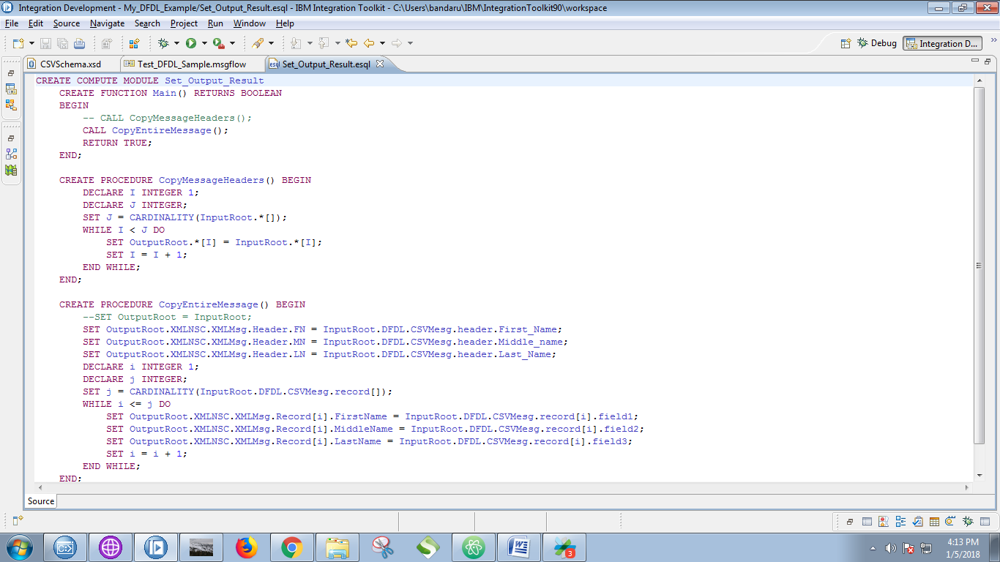 Integration Development - My_DFDL_Example/Set_Output_Result.esql - IBM Integration Toolkit - C:\Users\bandaru\IBM\IntegrationToolkit90\workspace
File Edit Source Navigate Search Project Run Window Help
Debug Integration D...
CSVSchema.xsd Test_DFDL_Sample.msgflow Set_Output_Result.esql
CREATE COMPUTE MODULE Set_Output_Result
CREATE FUNCTION Main() RETURNS BOOLEAN
BEGIN
-- CALL CopyMessageHeaders();
CALL CopyEntireMessage();
RETURN TRUE;
END;
CREATE PROCEDURE CopyMessageHeaders() BEGIN
DECLARE I INTEGER 1;
DECLARE J INTEGER;
SET J = CARDINALITY(InputRoot.*[]);
WHILE I < J DO
SET OutputRoot.*[I] = InputRoot.*[I];
SET I = I + 1;
END WHILE;
END;
CREATE PROCEDURE CopyEntireMessage() BEGIN
--SET OutputRoot = InputRoot;
SET OutputRoot.XMLNSC.XMLMsg.Header.FN = InputRoot.DFDL.CSVMesg.header.First_Name;
SET OutputRoot.XMLNSC.XMLMsg.Header.MN = InputRoot.DFDL.CSVMesg.header.Middle_name;
SET OutputRoot.XMLNSC.XMLMsg.Header.LN = InputRoot.DFDL.CSVMesg.header.Last_Name;
DECLARE i INTEGER 1;
DECLARE j INTEGER;
SET j = CARDINALITY(InputRoot.DFDL.CSVMesg.record[]);
WHILE i <= j DO
SET OutputRoot.XMLNSC.XMLMsg.Record[i].FirstName = InputRoot.DFDL.CSVMesg.record[i].field1;
SET OutputRoot.XMLNSC.XMLMsg.Record[i].MiddleName = InputRoot.DFDL.CSVMesg.record[i].field2;
SET OutputRoot.XMLNSC.XMLMsg.Record[i].LastName = InputRoot.DFDL.CSVMesg.record[i].field3;
SET i = i + 1;
END WHILE;
END;
Source
3
4:13 PM
1/5/2018